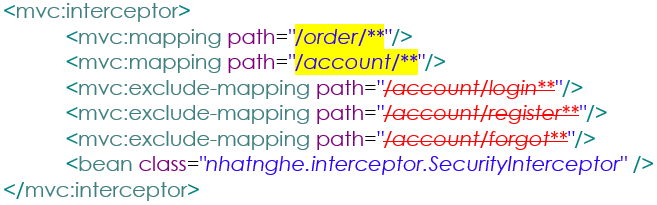 <mvc:interceptor>
<mvc:mapping path="/order/**"/>
<mvc:mapping path="/account/**"/>
<mvc:exclude-mapping path="/account/login**"/>
<mvc:exclude-mapping path="/account/register**"/>
<mvc:exclude-mapping path="/account/forgot**"/>
<bean class="nhatnghe.interceptor.SecurityInterceptor" />
</mvc:interceptor>